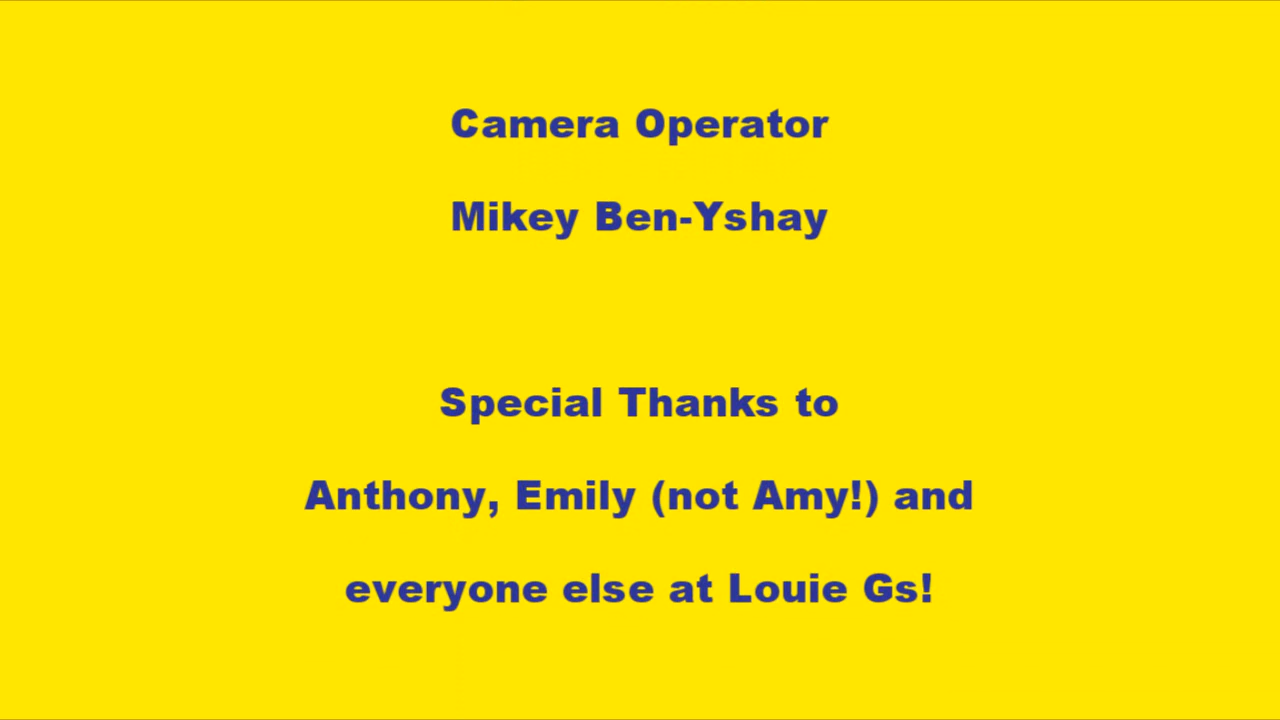 Camera Operator
Mikey Ben-Yshay
Special Thanks to
Anthony, Emily (not Amy!) and
everyone else at Louie Gs!